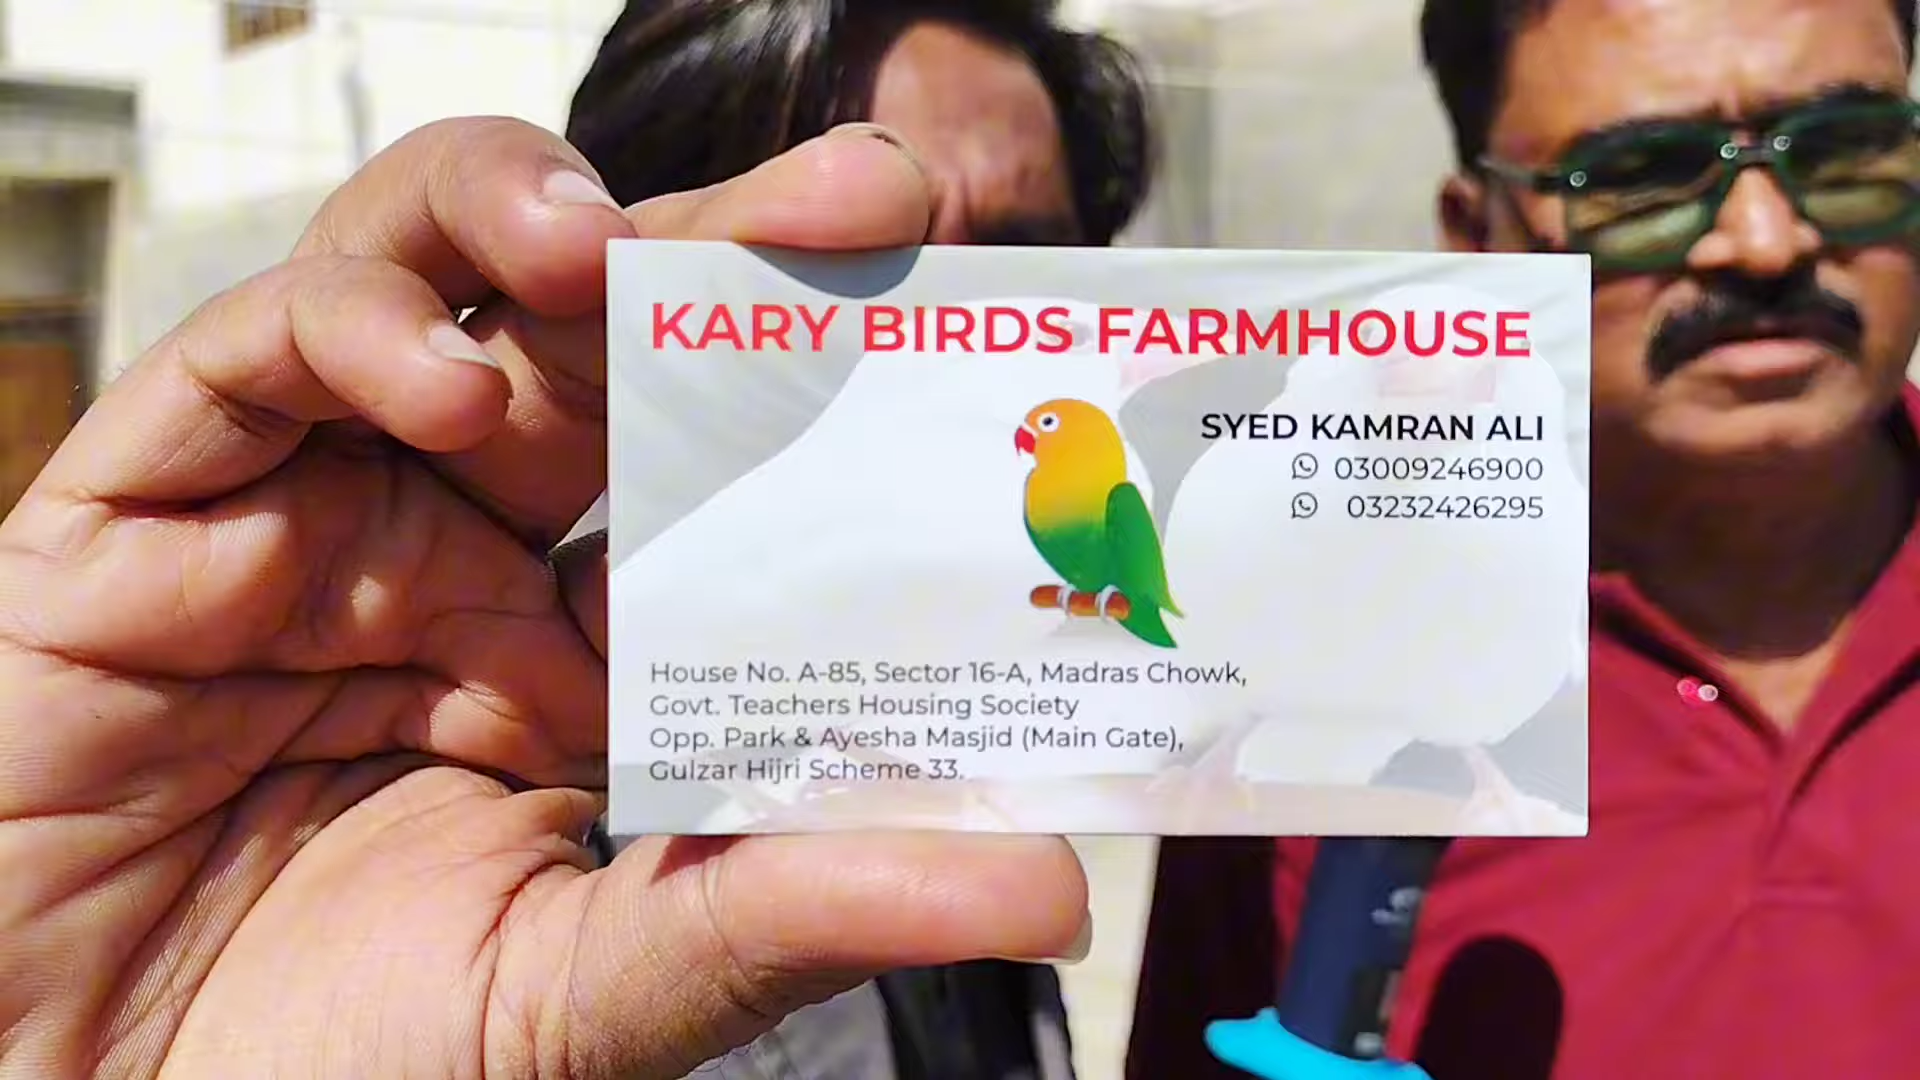 KARY BIRDS FARMHOUSE
SYED KAMRAN ALI
03009246900
03232426295
House No. A-85, Sector 16-A, Madras Chowk,
Govt. Teachers Housing Society
Opp. Park & Ayesha Masjid (Main Gate),
Gulzar Hijri Scheme 33.